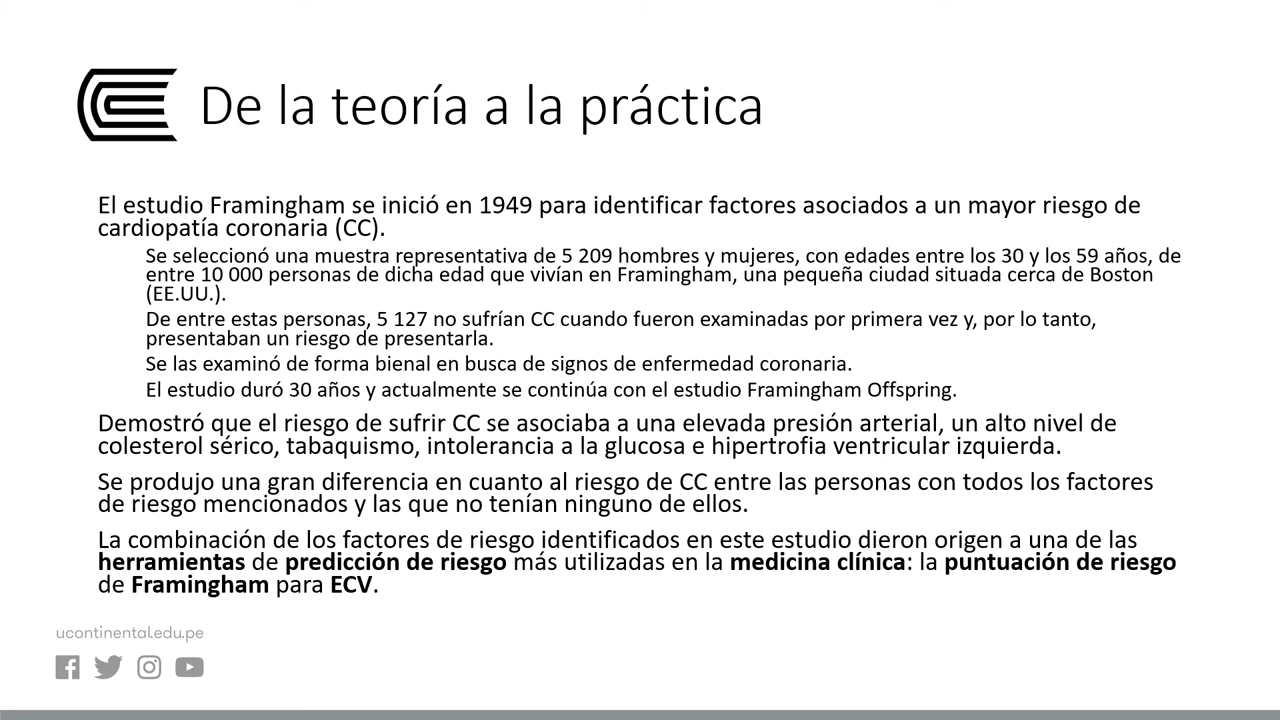 De la teoría a la práctica
El estudio Framingham se inició en 1949 para identificar factores asociados a un mayor riesgo de
cardiopatía coronaria (CC).
Se seleccionó una muestra representativa de 5 209 hombres y mujeres, con edades entre los 30 y los 59 años, de
entre 10 000 personas de dicha edad que vivían en Framingham, una pequeña ciudad situada cerca de Boston
(EE.UU.).
De entre estas personas, 5 127 no sufrían CC cuando fueron examinadas por primera vez y, por lo tanto,
presentaban un riesgo de presentarla.
Se las examinó de forma bienal en busca de signos de enfermedad coronaria.
El estudio duró 30 años y actualmente se continúa con el estudio Framingham Offspring.
Demostró que el riesgo de sufrir CC se asociaba a una elevada presión arterial, un alto nivel de
colesterol sérico, tabaquismo, intolerancia a la glucosa e hipertrofia ventricular izquierda.
Se produjo una gran diferencia en cuanto al riesgo de CC entre las personas con todos los factores
de riesgo mencionados y las que no tenían ninguno de ellos.
La combinación de los factores de riesgo identificados en este estudio dieron origen a una de las
herramientas de predicción de riesgo más utilizadas en la medicina clínica: la puntuación de riesgo
de Framingham para ECV.
ucontinental.edu.pe